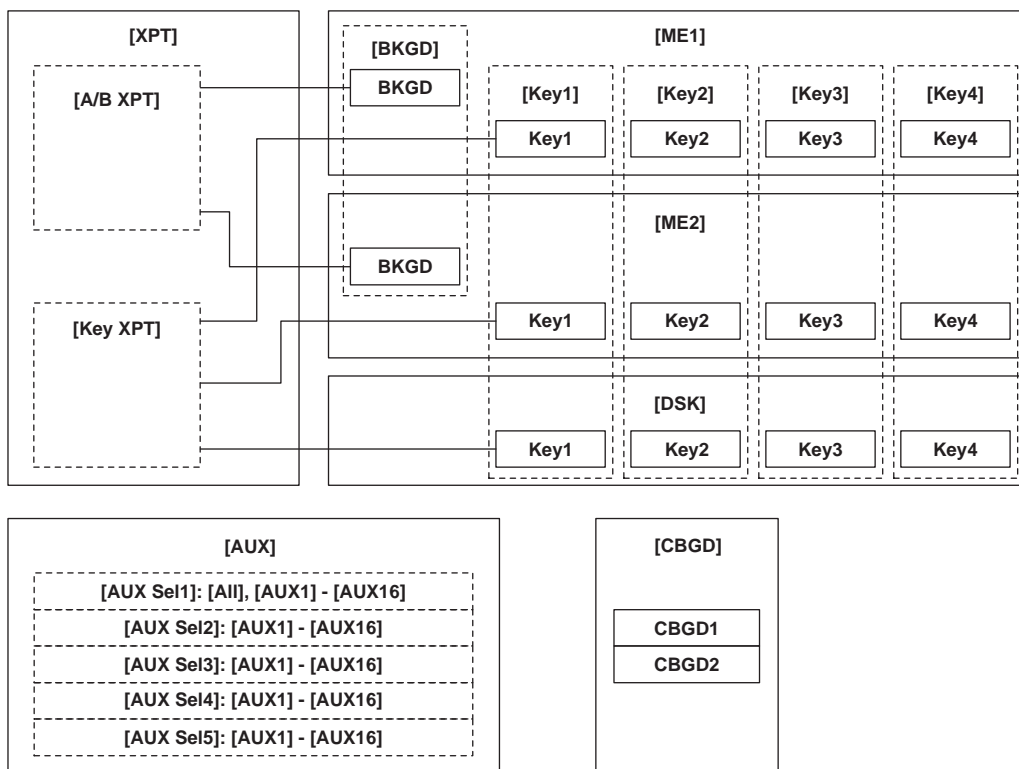 [XPT]
[A/B XPT]
[Key XPT]
[BKGD]
BKGD
BKGD
[ME1]
[Key1] [Key2] [Key3] [Key4]
Key1 Key2 Key3 Key4
[ME2]
Key1 Key2 Key3 Key4
[DSK]
Key1 Key2 Key3 Key4
[AUX]
[AUX Sel1]: [All], [AUX1] - [AUX16]
[AUX Sel2]: [AUX1] - [AUX16]
[AUX Sel3]: [AUX1] - [AUX16]
[AUX Sel4]: [AUX1] - [AUX16]
[AUX Sel5]: [AUX1] - [AUX16]
[CBGD]
CBGD1
CBGD2